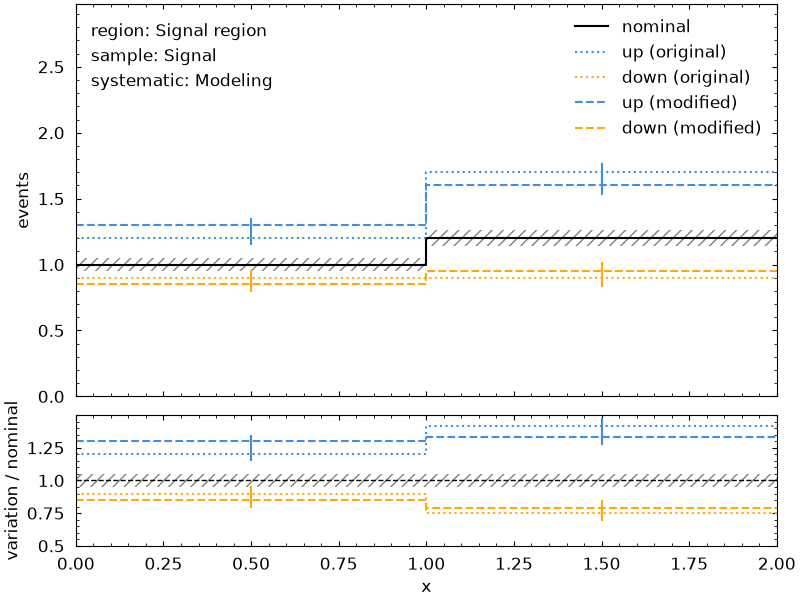 region: Signal region
sample: Signal
systematic: Modeling
nominal
up (original)
down (original)
up (modified)
down (modified)
events
2.5
2.0
1.5
1.0
0.5
0.0
variation / nominal
1.25
1.0
0.75
0.5
0.00 0.25 0.50 0.75 1.00 1.25 1.50 1.75 2.00
x